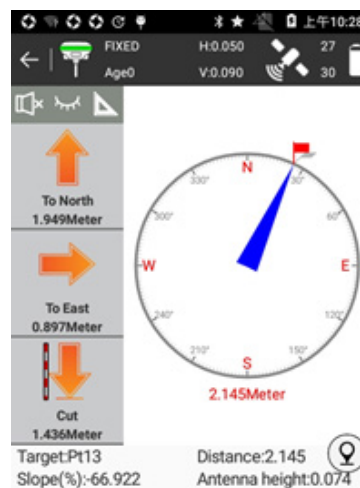 上午10:28
FIXED H:0.050 27
Age0 V:0.090 30
To North
1.949Meter
To East
0.897Meter
Cut
1.436Meter
N
330° 30°
300° 60°
W E
240° 120°
210° 150°
S
2.145Meter
Target:Pt13 Distance:2.145
Slope(%):-66.922 Antenna height:0.074